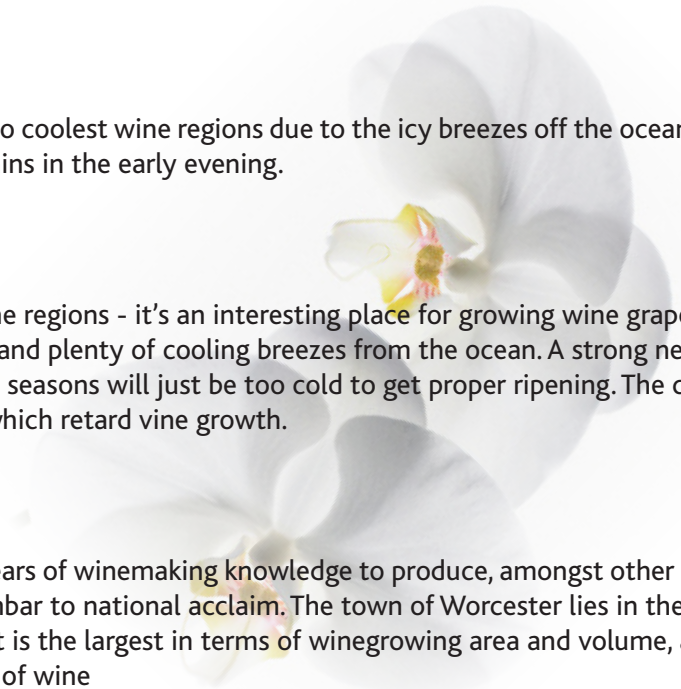 o coolest wine regions due to the icy breezes off the ocean
ins in the early evening.
e regions - it's an interesting place for growing wine grap
and plenty of cooling breezes from the ocean. A strong ne
seasons will just be too cold to get proper ripening. The
which retard vine growth.
ars of winemaking knowledge to produce, amongst other
bar to national acclaim. The town of Worcester lies in the
t is the largest in terms of winegrowing area and volume,
of wine